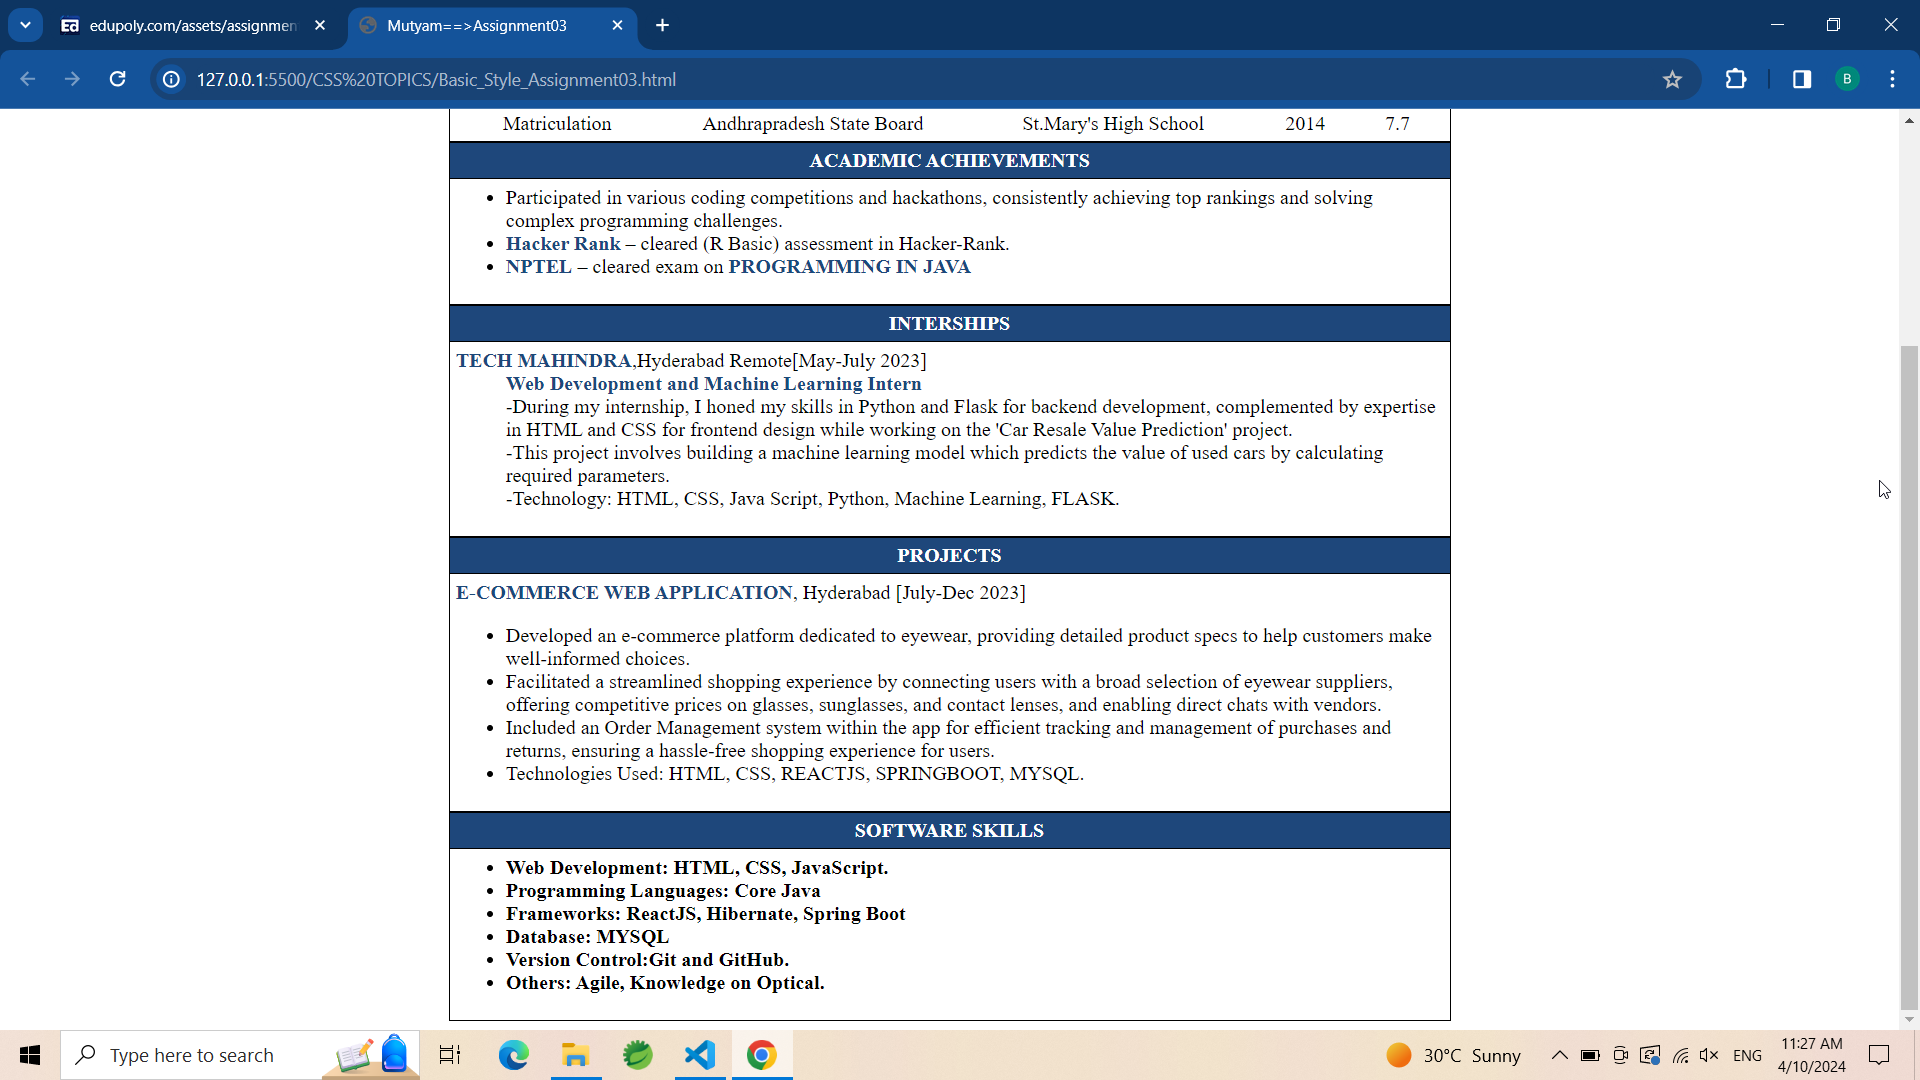 edupoly.com/assets/assignmen
Mutyam==>Assignment03
127.0.0.1:5500/CSS%20TOPICS/Basic_Style_Assignment03.html
B
Matriculation Andhrapradesh State Board St.Mary's High School 2014 7.7
ACADEMIC ACHIEVEMENTS
• Participated in various coding competitions and hackathons, consistently achieving top rankings and solving
complex programming challenges.
• Hacker Rank – cleared (R Basic) assessment in Hacker-Rank.
• NPTEL – cleared exam on PROGRAMMING IN JAVA
INTERSHIPS
TECH MAHINDRA,Hyderabad Remote[May-July 2023]
Web Development and Machine Learning Intern
-During my internship, I honed my skills in Python and Flask for backend development, complemented by expertise
in HTML and CSS for frontend design while working on the 'Car Resale Value Prediction' project.
-This project involves building a machine learning model which predicts the value of used cars by calculating
required parameters.
-Technology: HTML, CSS, Java Script, Python, Machine Learning, FLASK.
PROJECTS
E-COMMERCE WEB APPLICATION, Hyderabad [July-Dec 2023]
• Developed an e-commerce platform dedicated to eyewear, providing detailed product specs to help customers make
well-informed choices.
• Facilitated a streamlined shopping experience by connecting users with a broad selection of eyewear suppliers,
offering competitive prices on glasses, sunglasses, and contact lenses, and enabling direct chats with vendors.
• Included an Order Management system within the app for efficient tracking and management of purchases and
returns, ensuring a hassle-free shopping experience for users.
• Technologies Used: HTML, CSS, REACTJS, SPRINGBOOT, MYSQL.
SOFTWARE SKILLS
• Web Development: HTML, CSS, JavaScript.
• Programming Languages: Core Java
• Frameworks: ReactJS, Hibernate, Spring Boot
• Database: MYSQL
• Version Control:Git and GitHub.
• Others: Agile, Knowledge on Optical.
Type here to search
30°C Sunny
ENG
11:27 AM
4/10/2024